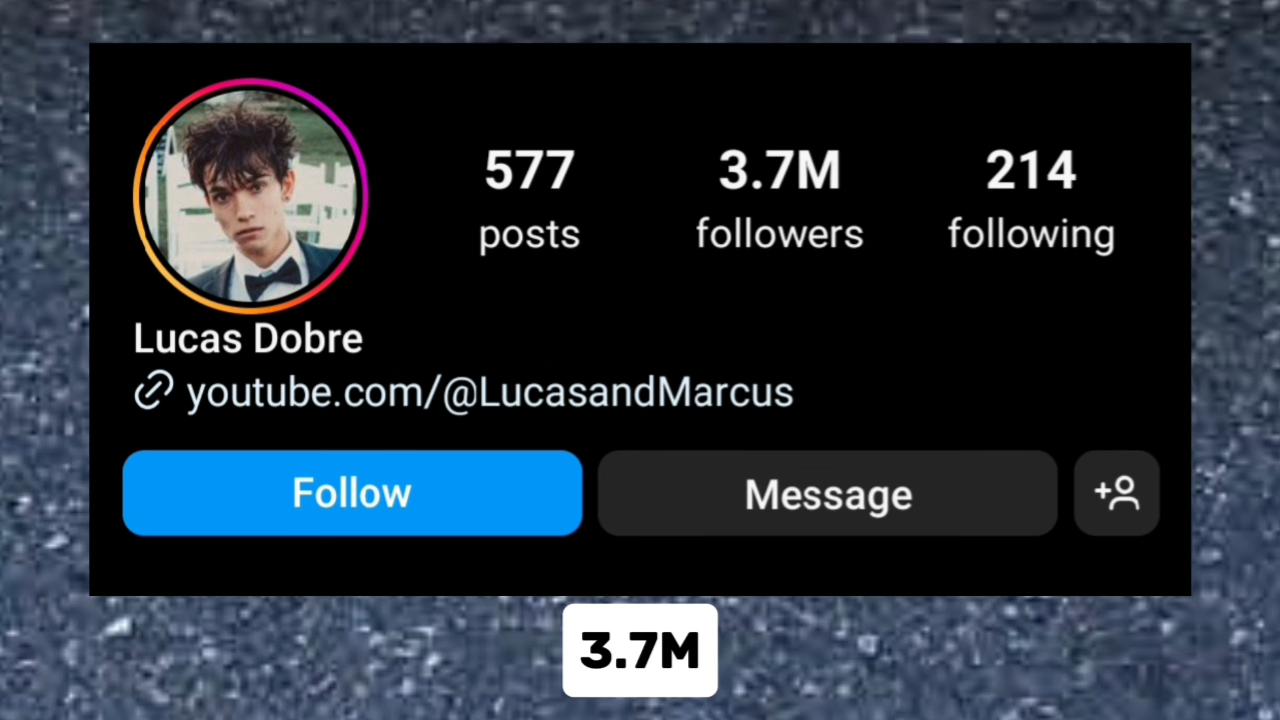 577 3.7M 214
posts followers following
Lucas Dobre
youtube.com/@LucasandMarcus
Follow Message
3.7M